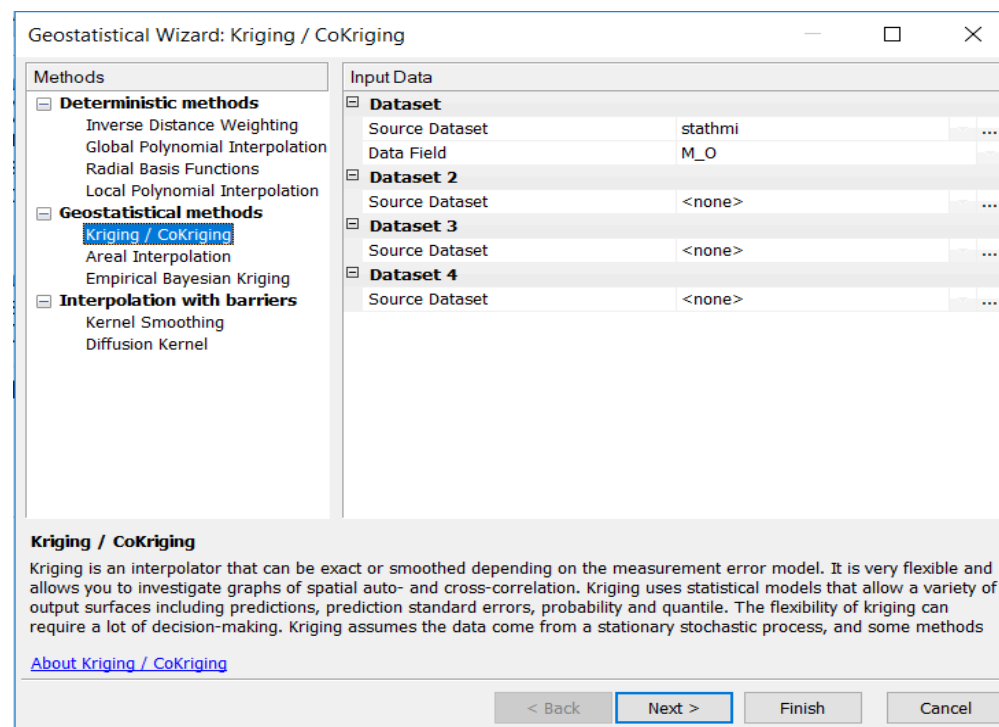 Geostatistical Wizard: Kriging / CoKriging
Methods
Deterministic methods
Inverse Distance Weighting
Global Polynomial Interpolation
Radial Basis Functions
Local Polynomial Interpolation
Geostatistical methods
Kriging / CoKriging
Areal Interpolation
Empirical Bayesian Kriging
Interpolation with barriers
Kernel Smoothing
Diffusion Kernel
Input Data
Dataset
Source Dataset stathmi ...
Data Field M_O
Dataset 2
Source Dataset <none> ...
Dataset 3
Source Dataset <none> ...
Dataset 4
Source Dataset <none> ...
Kriging / CoKriging
Kriging is an interpolator that can be exact or smoothed depending on the measurement error model. It is very flexible and
allows you to investigate graphs of spatial auto- and cross-correlation. Kriging uses statistical models that allow a variety of
output surfaces including predictions, prediction standard errors, probability and quantile. The flexibility of kriging can
require a lot of decision-making. Kriging assumes the data come from a stationary stochastic process, and some methods
About Kriging / CoKriging
< Back Next > Finish Cancel